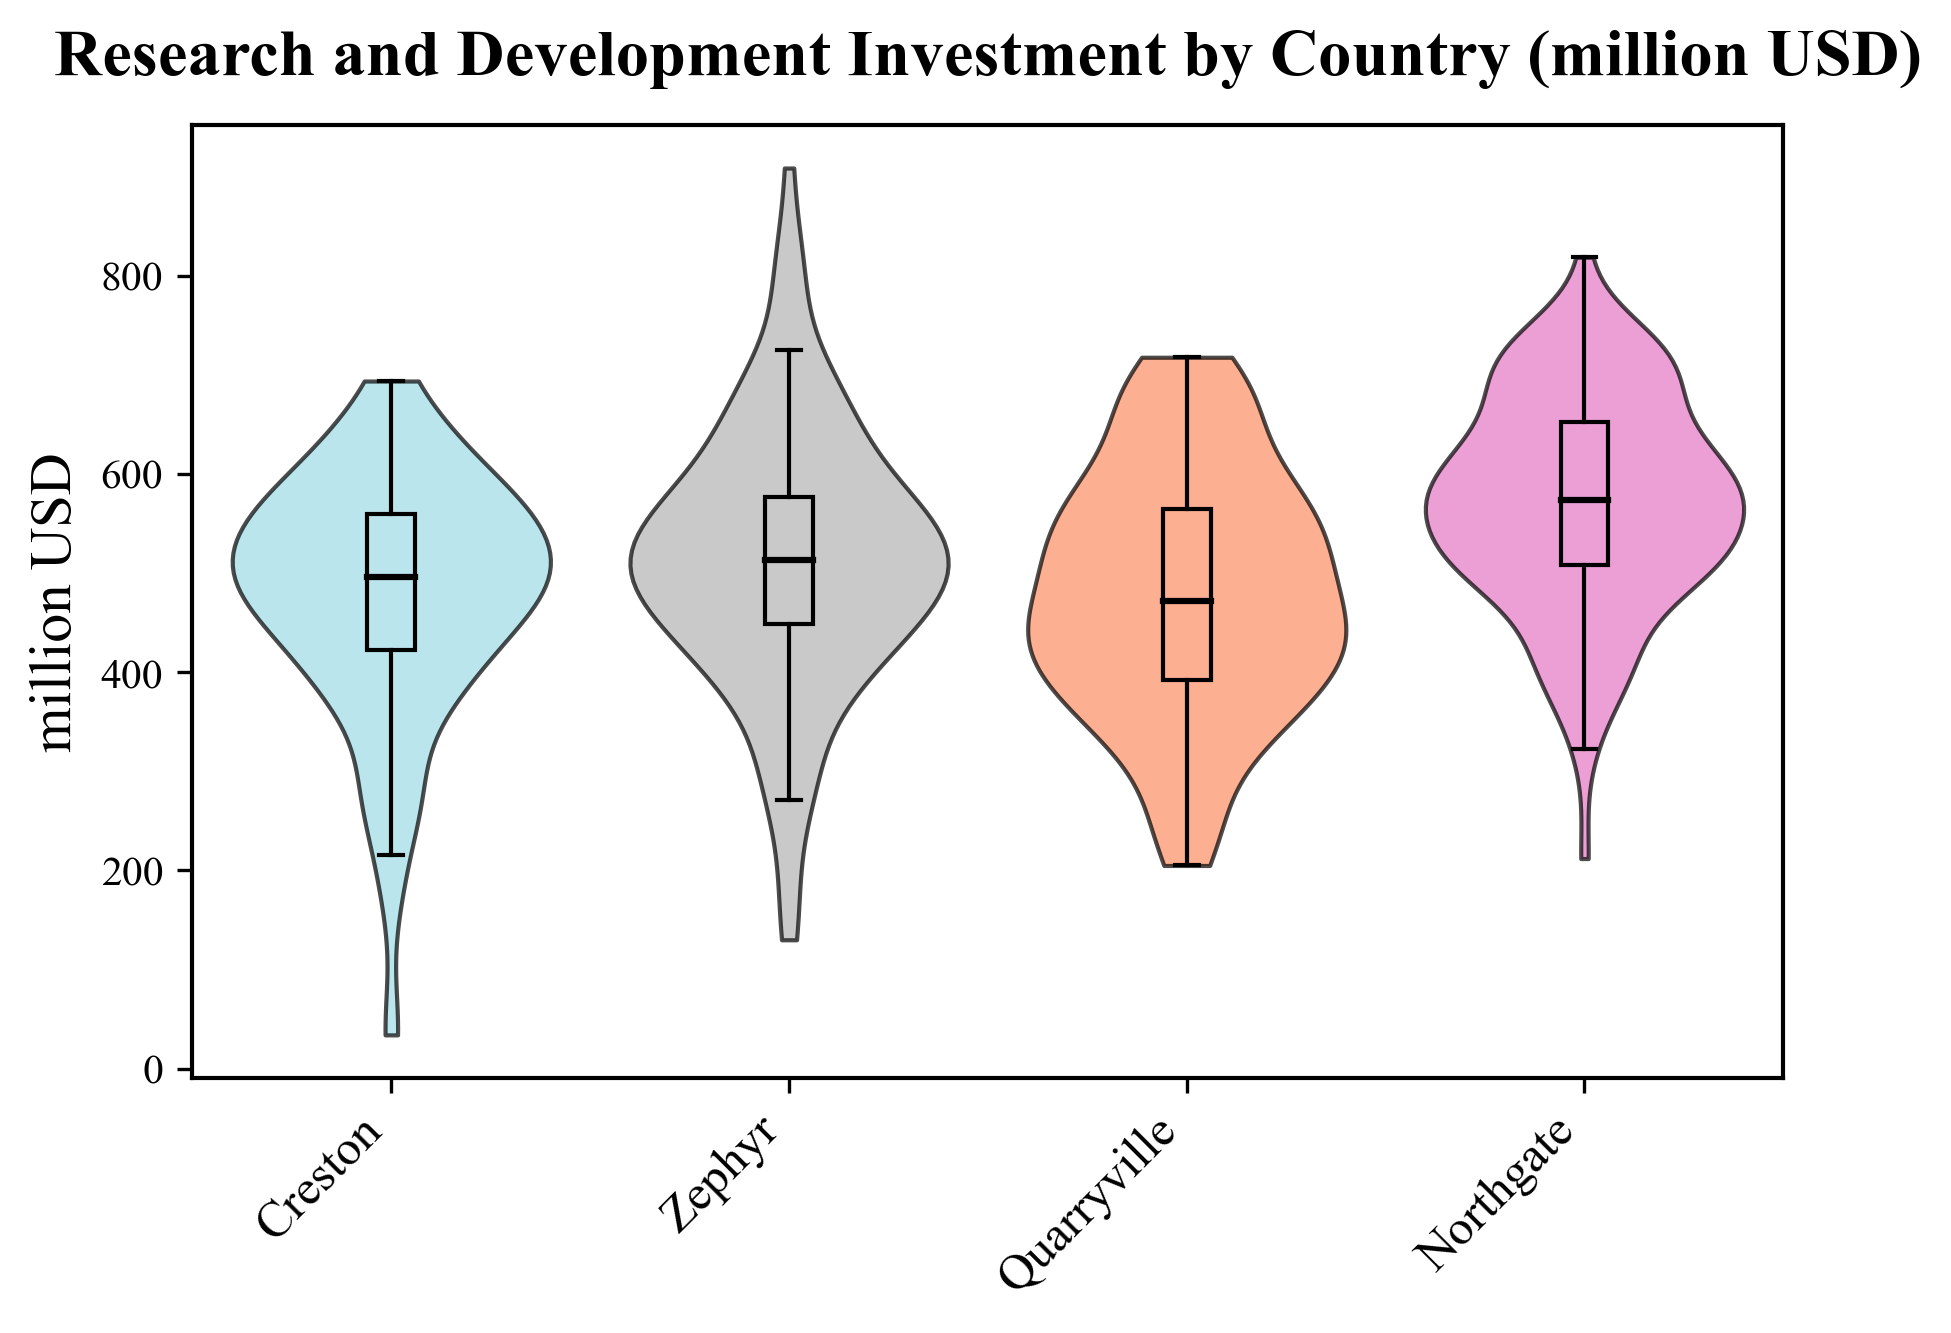 Research and Development Investment by Country (million USD)
million USD
800
600
400
200
0
Creston
Zephyr
Quarryville
Northgate